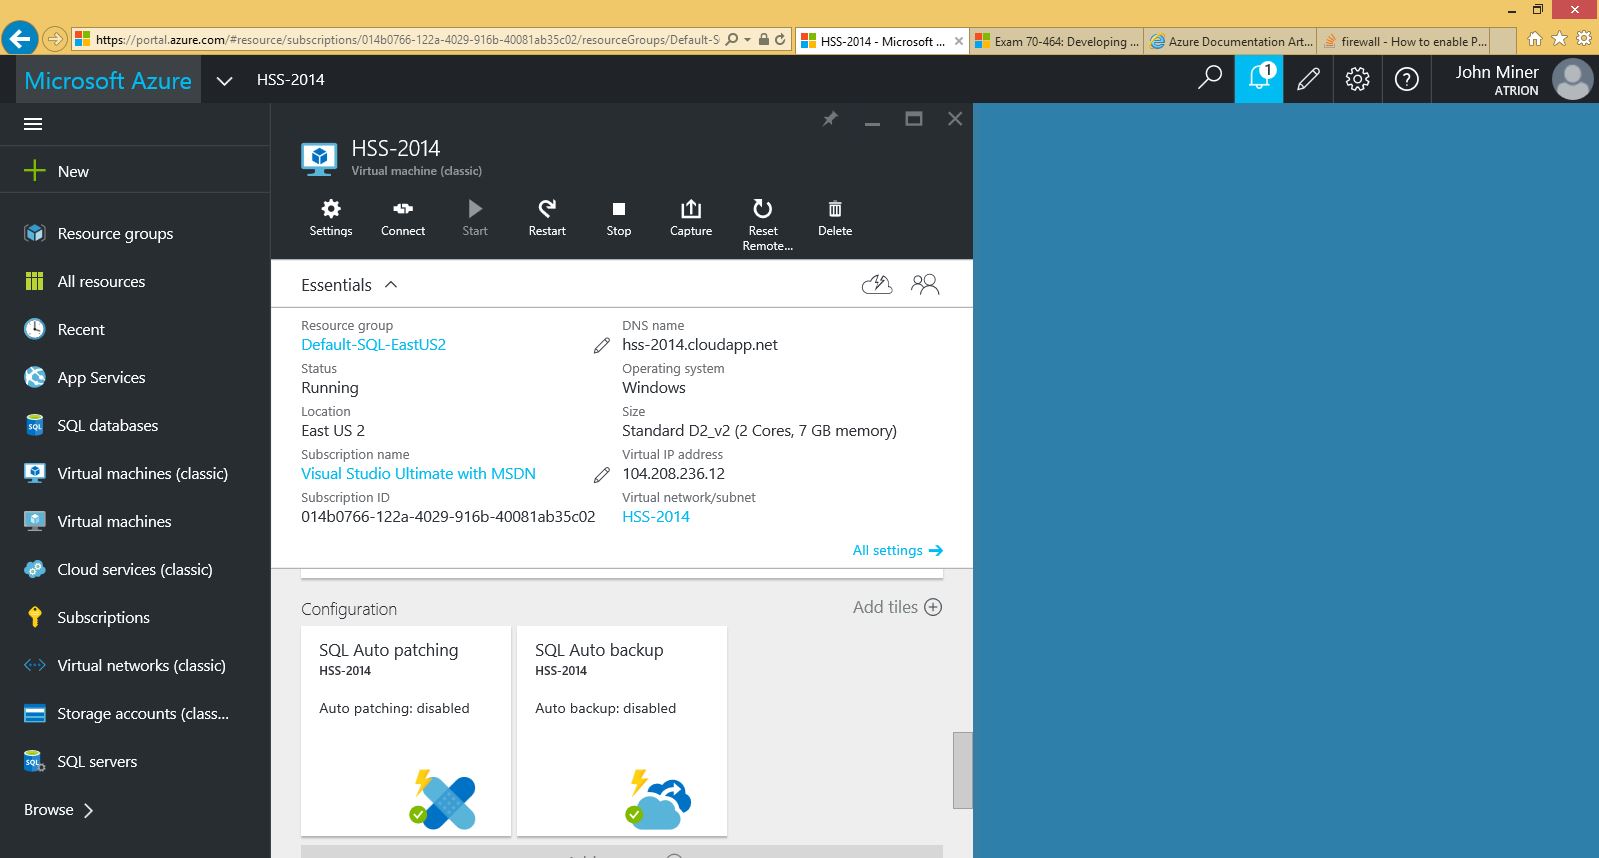 https://portal.azure.com/#resource/subscriptions/014b0766-122a-4029-916b-40081ab35c02/resourceGroups/Default-S
HSS-2014 - Microsoft ...
Exam 70-464: Developing ...
Azure Documentation Art...
firewall - How to enable P...
Microsoft Azure
HSS-2014
1
John Miner
ATRION
New
Resource groups
All resources
Recent
App Services
SQL
SQL databases
Virtual machines (classic)
Virtual machines
Cloud services (classic)
Subscriptions
Virtual networks (classic)
Storage accounts (class...
SQL
SQL servers
Browse
HSS-2014
Virtual machine (classic)
Settings
Connect
Start
Restart
Stop
Capture
Reset
Remote...
Delete
Essentials
Resource group
Default-SQL-EastUS2
Status
Running
Location
East US 2
Subscription name
Visual Studio Ultimate with MSDN
Subscription ID
014b0766-122a-4029-916b-40081ab35c02
DNS name
hss-2014.cloudapp.net
Operating system
Windows
Size
Standard D2_v2 (2 Cores, 7 GB memory)
Virtual IP address
104.208.236.12
Virtual network/subnet
HSS-2014
All settings
Configuration
Add tiles
SQL Auto patching
HSS-2014
Auto patching: disabled
SQL Auto backup
HSS-2014
Auto backup: disabled